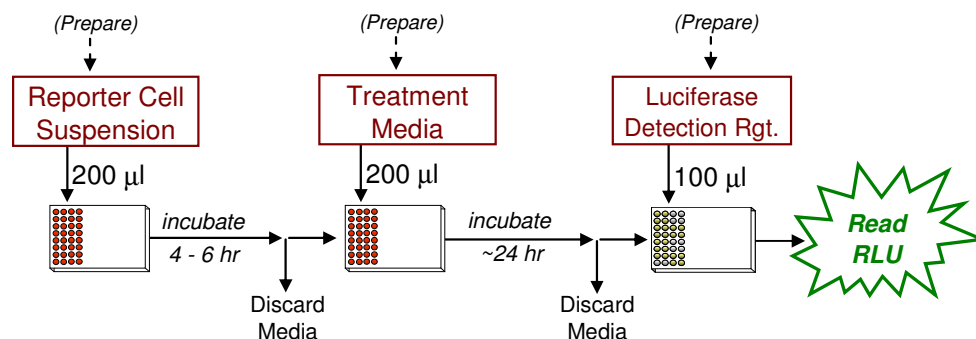 (Prepare)
(Prepare)
(Prepare)
Reporter Cell
Suspension
Treatment
Media
Luciferase
Detection Rgt.
200 μl
200 μl
100 μl
incubate
4 - 6 hr
incubate
~24 hr
Read
RLU
Discard
Media
Discard
Media